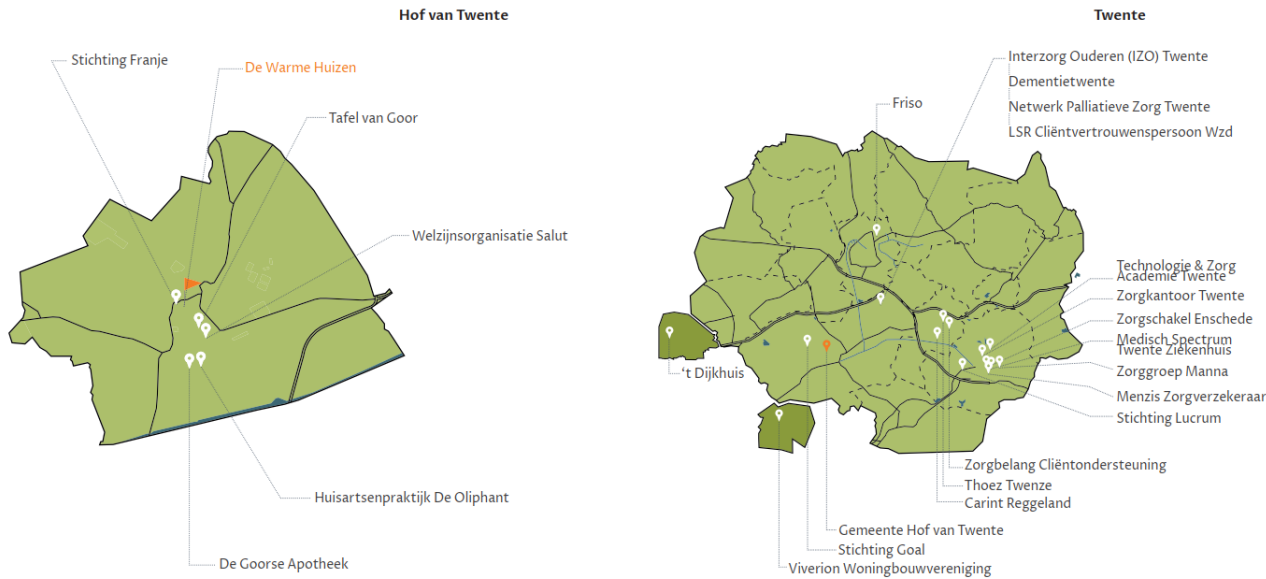 Hof van Twente
Stichting Franje
De Warme Huizen
Tafel van Goor
Welzijnsorganisatie Salut
Huisartsenpraktijk De Oliphant
De Goorse Apotheek
Twente
Interzorg Ouderen (IZO) Twente
Dementietwente
Netwerk Palliatieve Zorg Twente
LSR Cliëntvertrouwenspersoon Wzd
Friso
Technologie & Zorg
Academie Twente
Zorgkantoor Twente
Zorgschakel Enschede
Medisch Spectrum
Twente Ziekenhuis
Zorggroep Manna
Menzis Zorgverzekeraar
Stichting Lucrum
‘t Dijkhuis
Zorgbelang Cliëntondersteuning
Thoez Twenze
Carint Reggeland
Gemeente Hof van Twente
Stichting Goal
Viverion Woningbouwvereniging